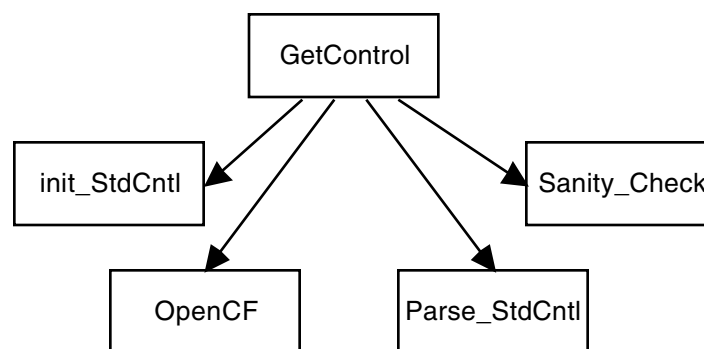 GetControl
init_StdCntl
Sanity_Check
OpenCF
Parse_StdCntl